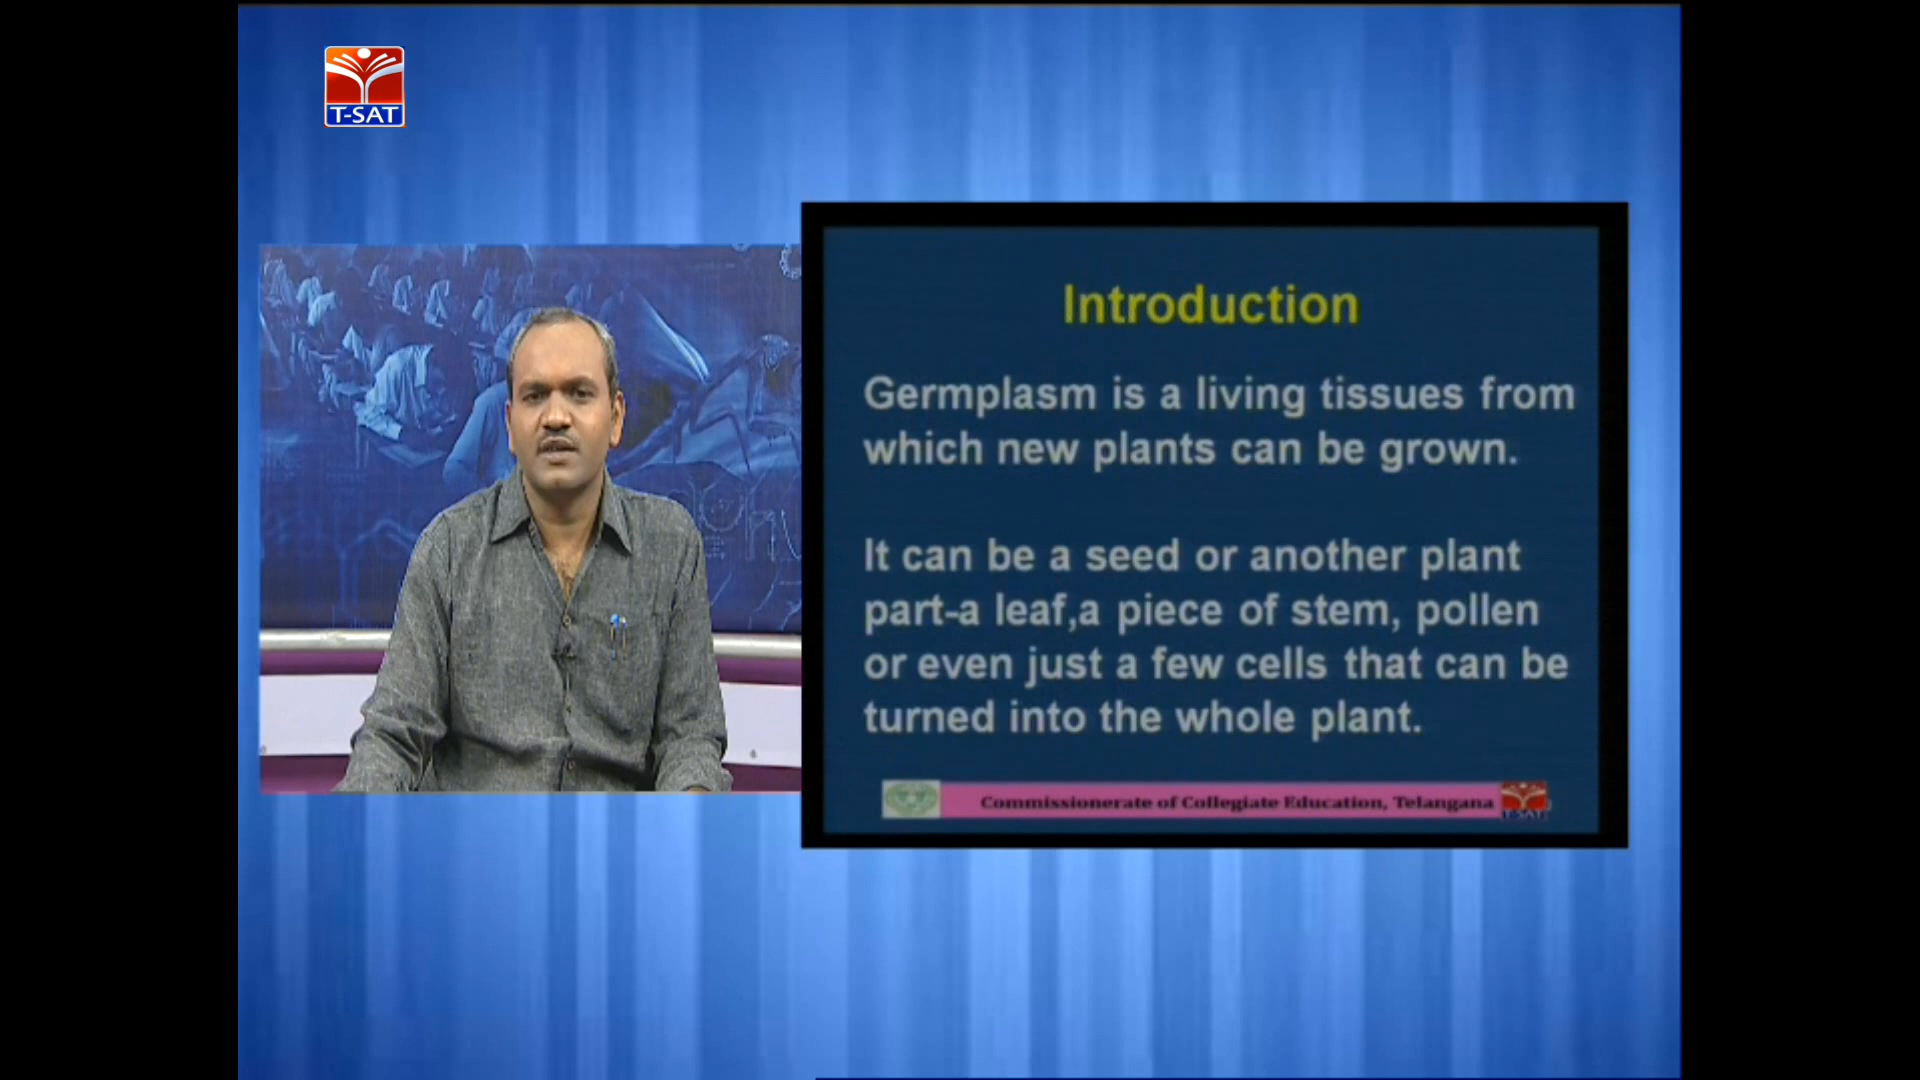 T-SAT
Introduction
Germplasm is a living tissues from
which new plants can be grown.
It can be a seed or another plant
part-a leaf,a piece of stem, pollen
or even just a few cells that can be
turned into the whole plant.
Commissionerate of Collegiate Education, Telangana
T-SAT